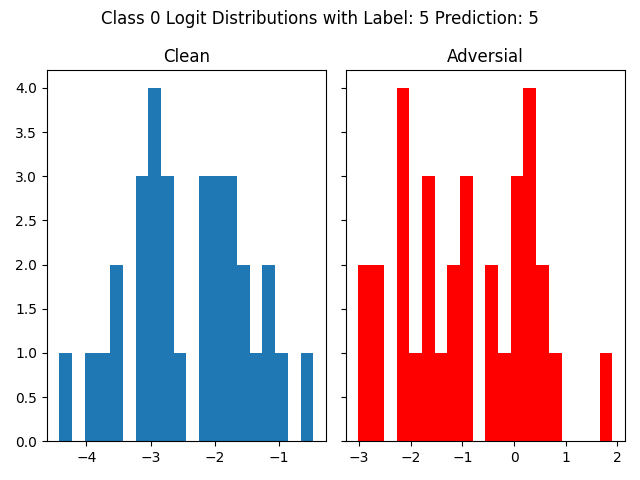 Class 0 Logit Distributions with Label: 5 Prediction: 5
Clean
Adversial
4.0
3.5
3.0
2.5
2.0
1.5
1.0
0.5
0.0
−4 −3 −2 −1
−3 −2 −1 0 1 2